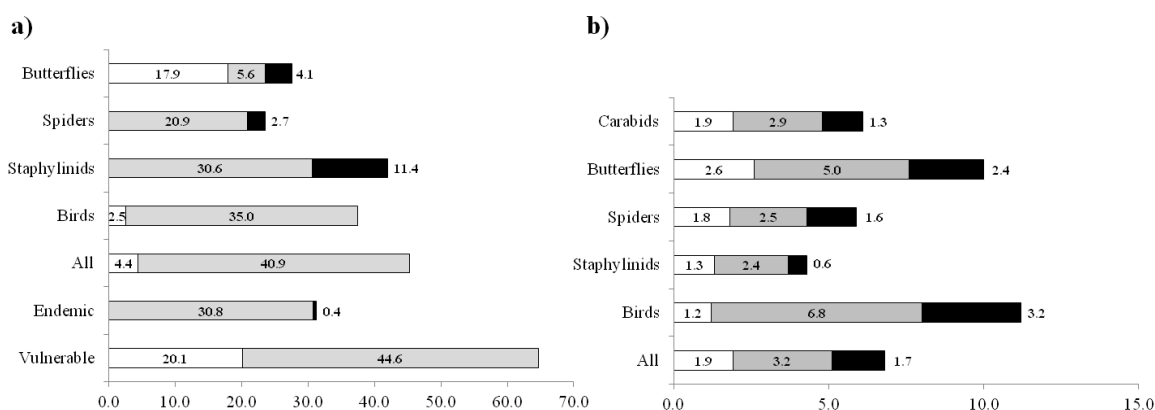 a)
Butterflies 17.9 5.6 4.1
Spiders 20.9 2.7
Staphylinids 30.6 11.4
Birds 2.5 35.0
All 4.4 40.9
Endemic 30.8 0.4
Vulnerable 20.1 44.6
0.0 10.0 20.0 30.0 40.0 50.0 60.0 70.0
b)
Carabids 1.9 2.9 1.3
Butterflies 2.6 5.0 2.4
Spiders 1.8 2.5 1.6
Staphylinids 1.3 2.4 0.6
Birds 1.2 6.8 3.2
All 1.9 3.2 1.7
0.0 5.0 10.0 15.0